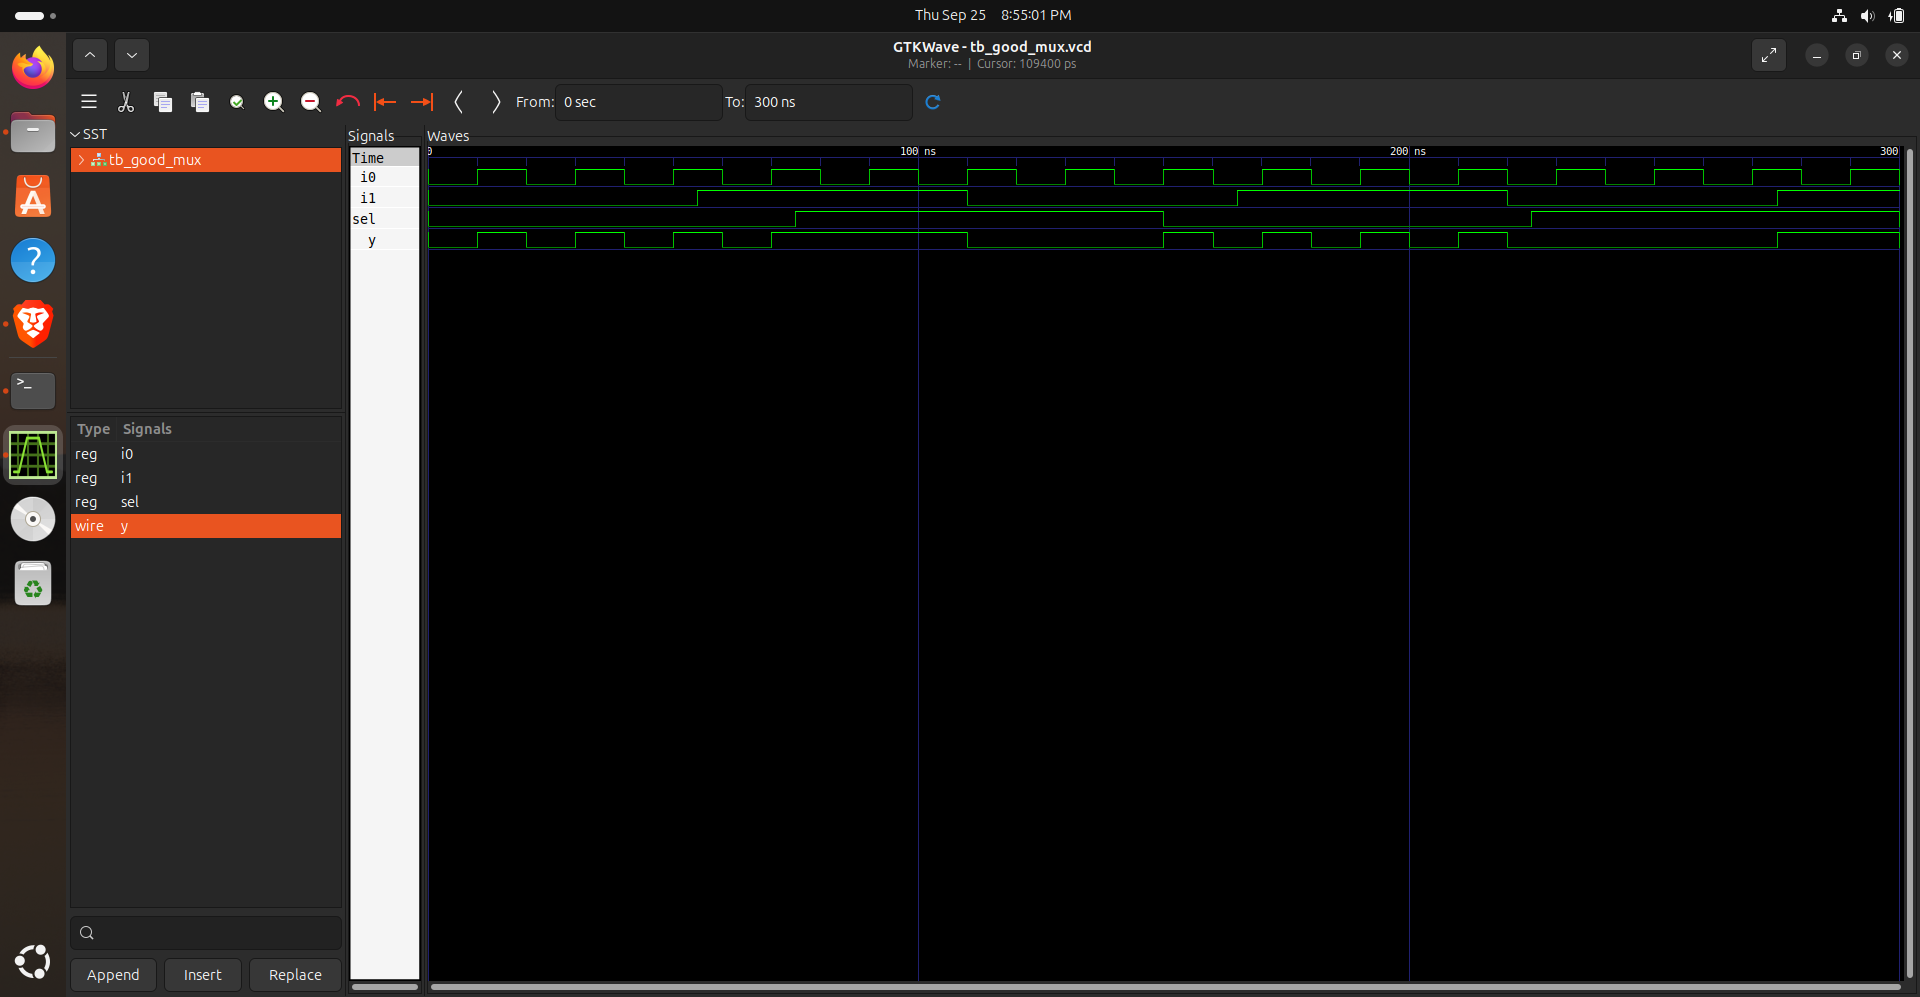 Thu Sep 25 8:55:01 PM
GTKWave - tb_good_mux.vcd
Marker: -- | Cursor: 109400 ps
From: 0 sec To: 300 ns
SST
tb_good_mux
Type Signals
reg i0
reg i1
reg sel
wire y
Append Insert Replace
Signals
Time
i0
i1
sel
y
Waves
0 100 ns 200 ns 300